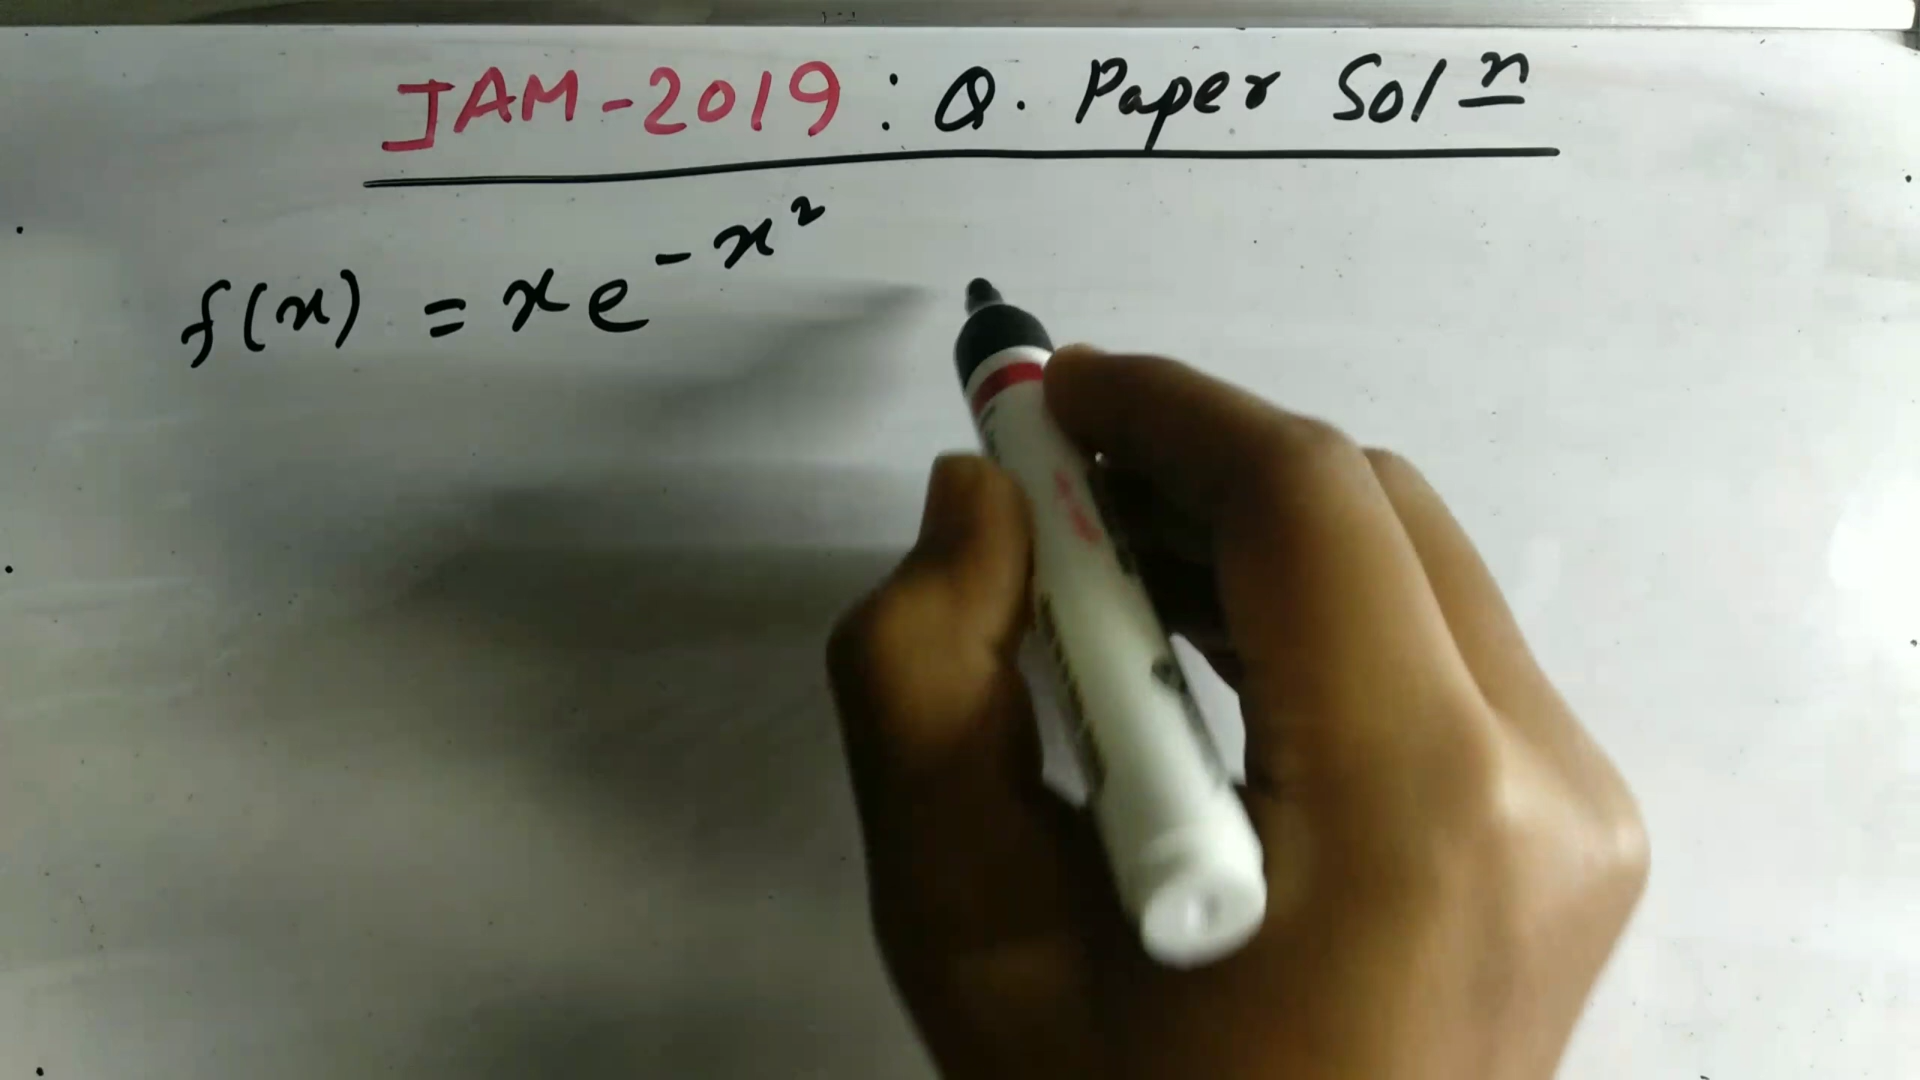 JAM-2019 : Q. Paper Solⁿ
f(x) = xe^{-x²}